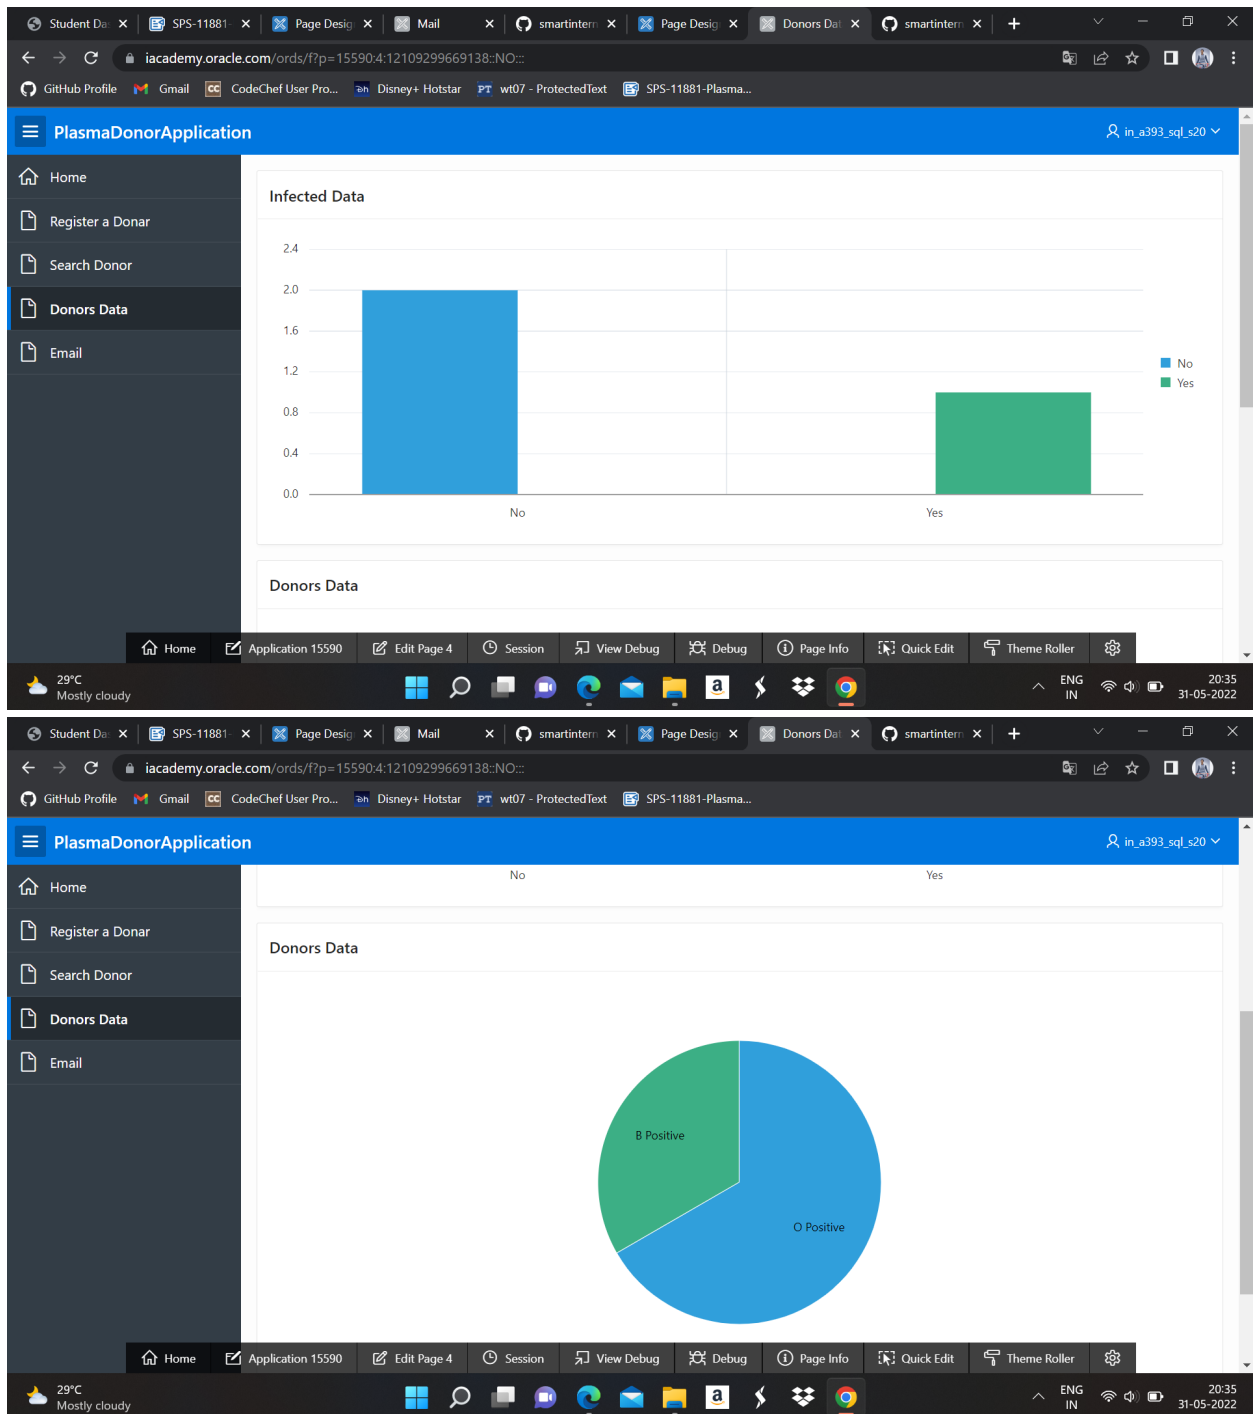 Student Da: SPS-11881- Page Desig Mail smartintern Page Desig Donors Dat smartintern
iacademy.oracle.com/ords/f?p=15590:4:12109299669138::NO:::
GitHub Profile Gmail CC CodeChef User Pro... Disney+ Hotstar PT wt07 - ProtectedText SPS-11881-Plasma...
PlasmaDonorApplication in_a393_sql_s20
Home
Register a Donar
Search Donor
Donors Data
Email
Infected Data
2.4
2.0
1.6
1.2
0.8
0.4
0.0
No Yes
No
Yes
Donors Data
Home Application 15590 Edit Page 4 Session View Debug Debug Page Info Quick Edit Theme Roller
29°C
Mostly cloudy
ENG
IN
20:35
31-05-2022
Student Da: SPS-11881- Page Desig Mail smartintern Page Desig Donors Dat smartintern
iacademy.oracle.com/ords/f?p=15590:4:12109299669138::NO:::
GitHub Profile Gmail CC CodeChef User Pro... Disney+ Hotstar PT wt07 - ProtectedText SPS-11881-Plasma...
PlasmaDonorApplication in_a393_sql_s20
Home
Register a Donar
Search Donor
Donors Data
Email
No Yes
Donors Data
B Positive
O Positive
Home Application 15590 Edit Page 4 Session View Debug Debug Page Info Quick Edit Theme Roller
29°C
Mostly cloudy
ENG
IN
20:35
31-05-2022